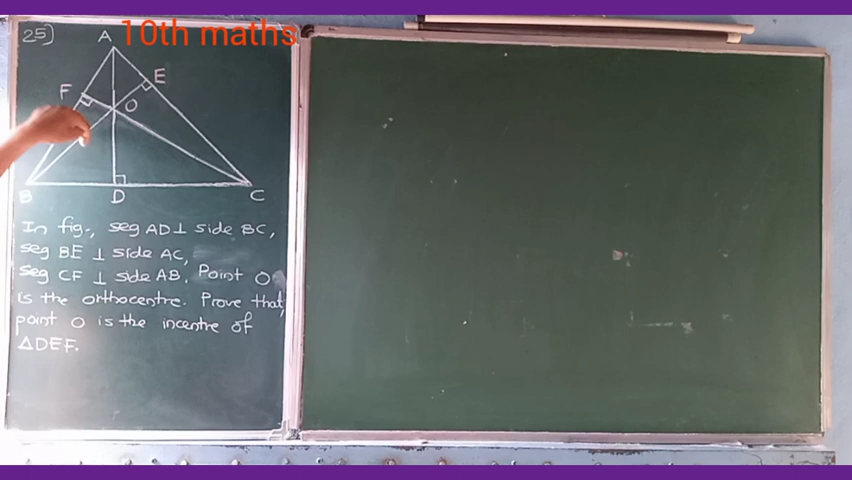 10th maths
25)
A
E
F
O
B
D
C
In fig., seg AD ⊥ side BC,
seg BE ⊥ side AC,
seg CF ⊥ side AB. Point O
is the orthocentre. Prove that,
point O is the incentre of
△DEF.